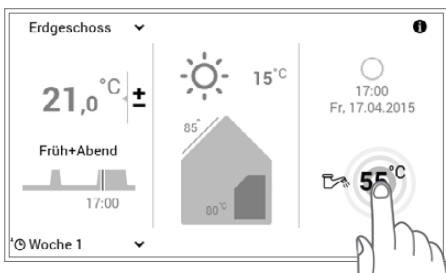 Erdgeschoss
21,0 °C ±
Früh+Abend
17:00
Woche 1
15°C
85°
80 °C
17:00
Fr, 17.04.2015
55 °C